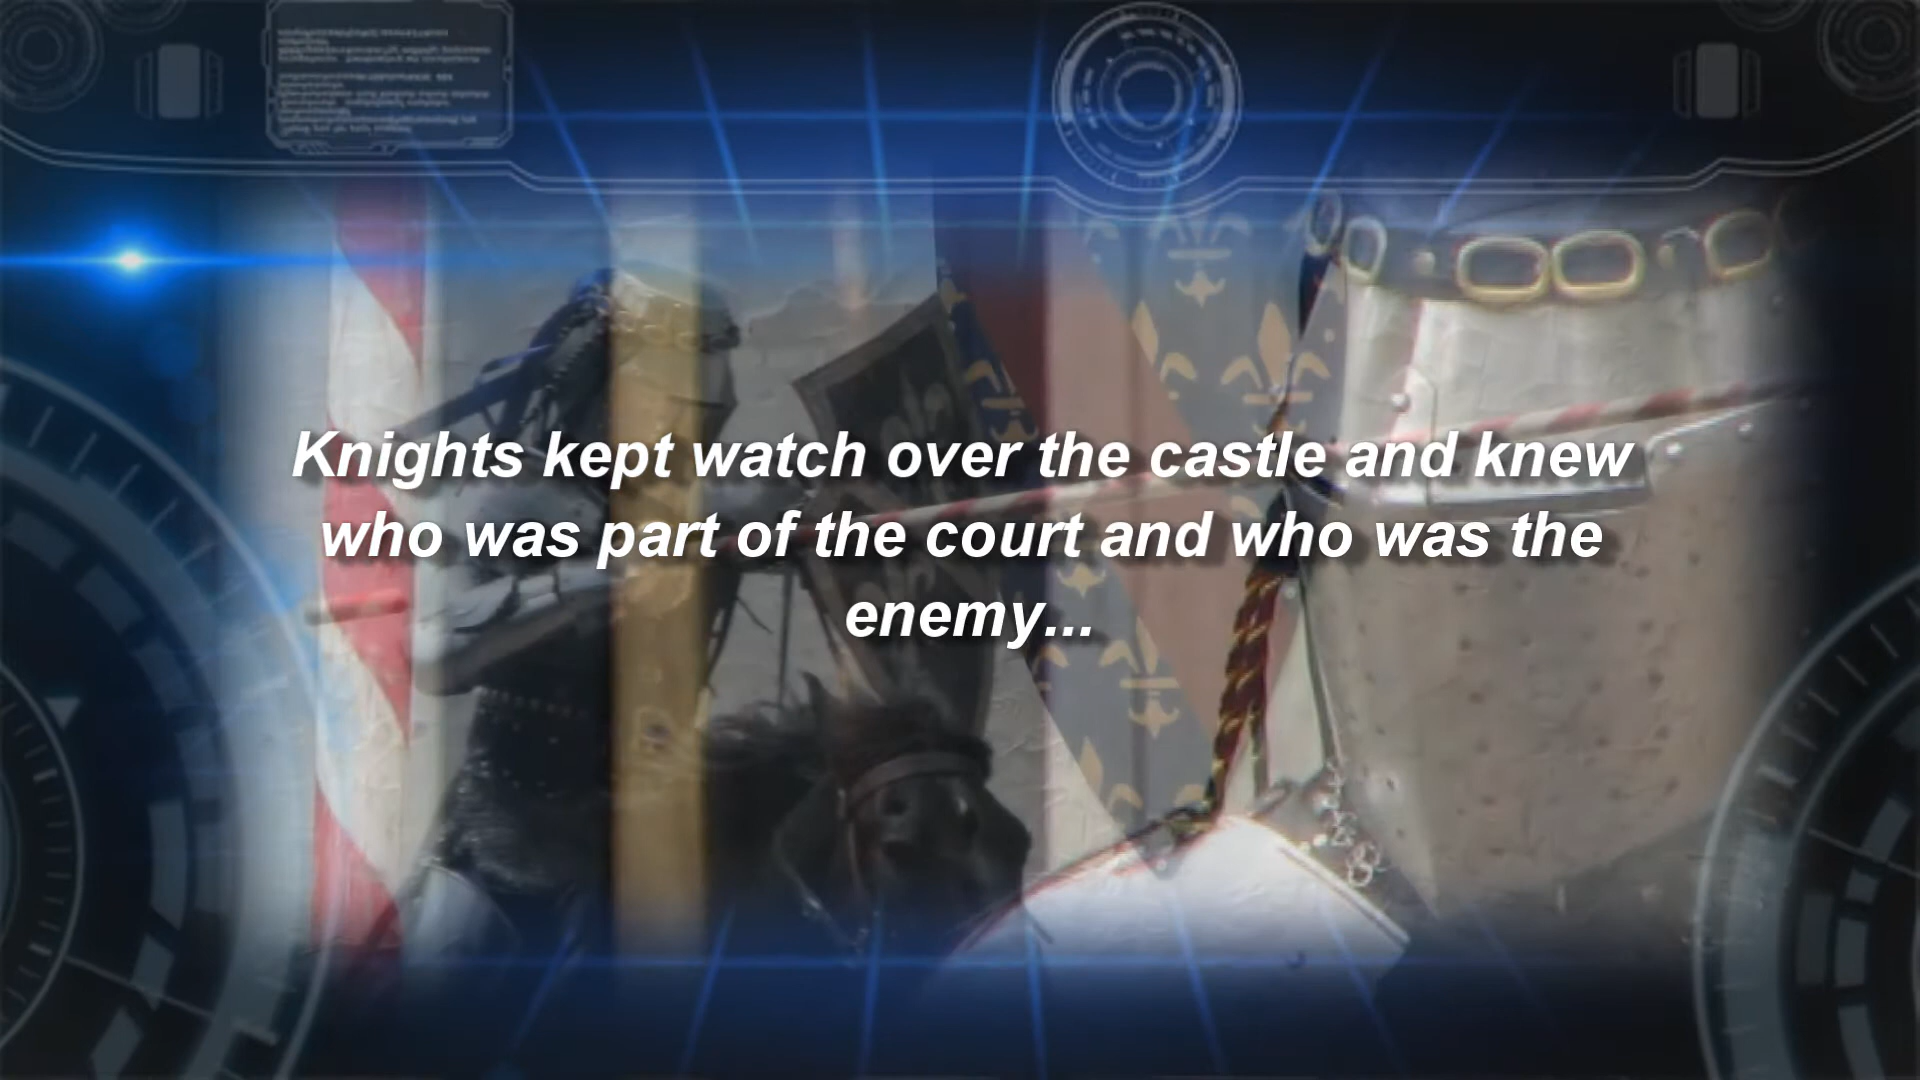 Knights kept watch over the castle and knew
who was part of the court and who was the
enemy...